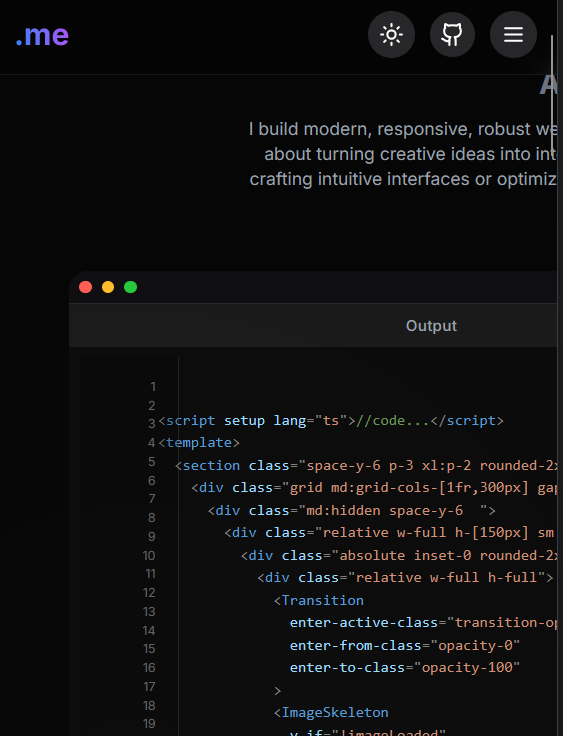 .me
A
I build modern, responsive, robust we
about turning creative ideas into int
crafting intuitive interfaces or optimiz
Output
1
2
3 <script setup lang="ts">//code...</script>
4 <template>
5 <section class="space-y-6 p-3 xl:p-2 rounded-2x
6 <div class="grid md:grid-cols-[1fr,300px] gap
7 <div class="md:hidden space-y-6  ">
8 <div class="relative w-full h-[150px] sm
9 <div class="absolute inset-0 rounded-2x
10 <div class="relative w-full h-full">
11 <Transition
12 enter-active-class="transition-op
13 enter-from-class="opacity-0"
14 enter-to-class="opacity-100"
15 >
16 <ImageSkeleton
17 v-if="!imageLoaded"
18
19